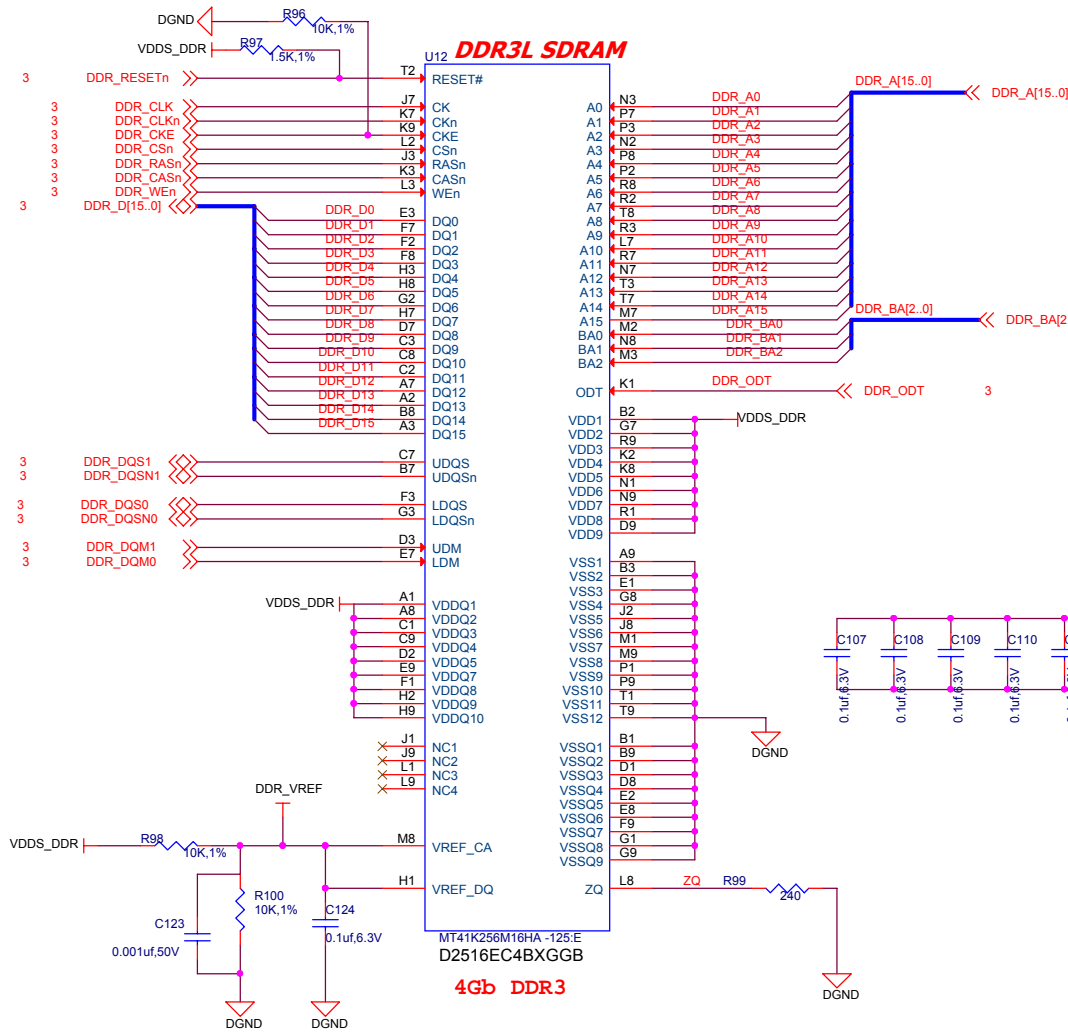 DGND
R96
10K,1%
VDDS_DDR
R97
1.5K,1%
DDR3L SDRAM
U12
3 DDR_RESETn T2 RESET#
3 DDR_CLK J7 CK
3 DDR_CLKn K7 CKn
3 DDR_CKE K9 CKE
3 DDR_CSn L2 CSn
3 DDR_RASn J3 RASn
3 DDR_CASn K3 CASn
3 DDR_WEn L3 WEn
3 DDR_D[15..0]
DDR_D0 E3 DQ0
DDR_D1 F7 DQ1
DDR_D2 F2 DQ2
DDR_D3 F8 DQ3
DDR_D4 H3 DQ4
DDR_D5 H8 DQ5
DDR_D6 G2 DQ6
DDR_D7 H7 DQ7
DDR_D8 D7 DQ8
DDR_D9 C3 DQ9
DDR_D10 C8 DQ10
DDR_D11 C2 DQ11
DDR_D12 A7 DQ12
DDR_D13 A2 DQ13
DDR_D14 B8 DQ14
DDR_D15 A3 DQ15
3 DDR_DQS1 C7 UDQS
3 DDR_DQSN1 B7 UDQSn
3 DDR_DQS0 F3 LDQS
3 DDR_DQSN0 G3 LDQSn
3 DDR_DQM1 D3 UDM
3 DDR_DQM0 E7 LDM
VDDS_DDR A1 VDDQ1
A8 VDDQ2
C1 VDDQ3
C9 VDDQ4
D2 VDDQ5
E9 VDDQ7
F1 VDDQ8
H2 VDDQ9
H9 VDDQ10
J1 NC1
J9 NC2
L1 NC3
L9 NC4
DDR_VREF
VDDS_DDR
R98
10K,1%
M8 VREF_CA
H1 VREF_DQ
R100
10K,1%
C123
0.001uf,50V
C124
0.1uf,6.3V
DGND
DGND
A0 N3 DDR_A0
A1 P7 DDR_A1
A2 P3 DDR_A2
A3 N2 DDR_A3
A4 P8 DDR_A4
A5 P2 DDR_A5
A6 R8 DDR_A6
A7 R2 DDR_A7
A8 T8 DDR_A8
A9 R3 DDR_A9
A10 L7 DDR_A10
A11 R7 DDR_A11
A12 N7 DDR_A12
A13 T3 DDR_A13
A14 T7 DDR_A14
A15 M7 DDR_A15
BA0 M2 DDR_BA0
BA1 N8 DDR_BA1
BA2 M3 DDR_BA2
DDR_A[15..0]
DDR_A[15..0]
DDR_BA[2..0]
DDR_BA[2
ODT K1 DDR_ODT DDR_ODT 3
VDD1 B2 VDDS_DDR
VDD2 G7
VDD3 R9
VDD4 K2
VDD5 K8
VDD6 N1
VDD7 N9
VDD8 R1
VDD9 D9
VSS1 A9
VSS2 B3
VSS3 E1
VSS4 G8
VSS5 J2
VSS6 J8
VSS7 M1
VSS8 M9
VSS9 P1
VSS10 P9
VSS11 T1
VSS12 T9
DGND
VSSQ1 B1
VSSQ2 B9
VSSQ3 D1
VSSQ4 D8
VSSQ5 E2
VSSQ6 E8
VSSQ7 F9
VSSQ8 G1
VSSQ9 G9
ZQ L8 ZQ R99
240
DGND
C107
0.1uf,6.3V
C108
0.1uf,6.3V
C109
0.1uf,6.3V
C110
0.1uf,6.3V
MT41K256M16HA -125:E
D2516EC4BXGGB
4Gb DDR3